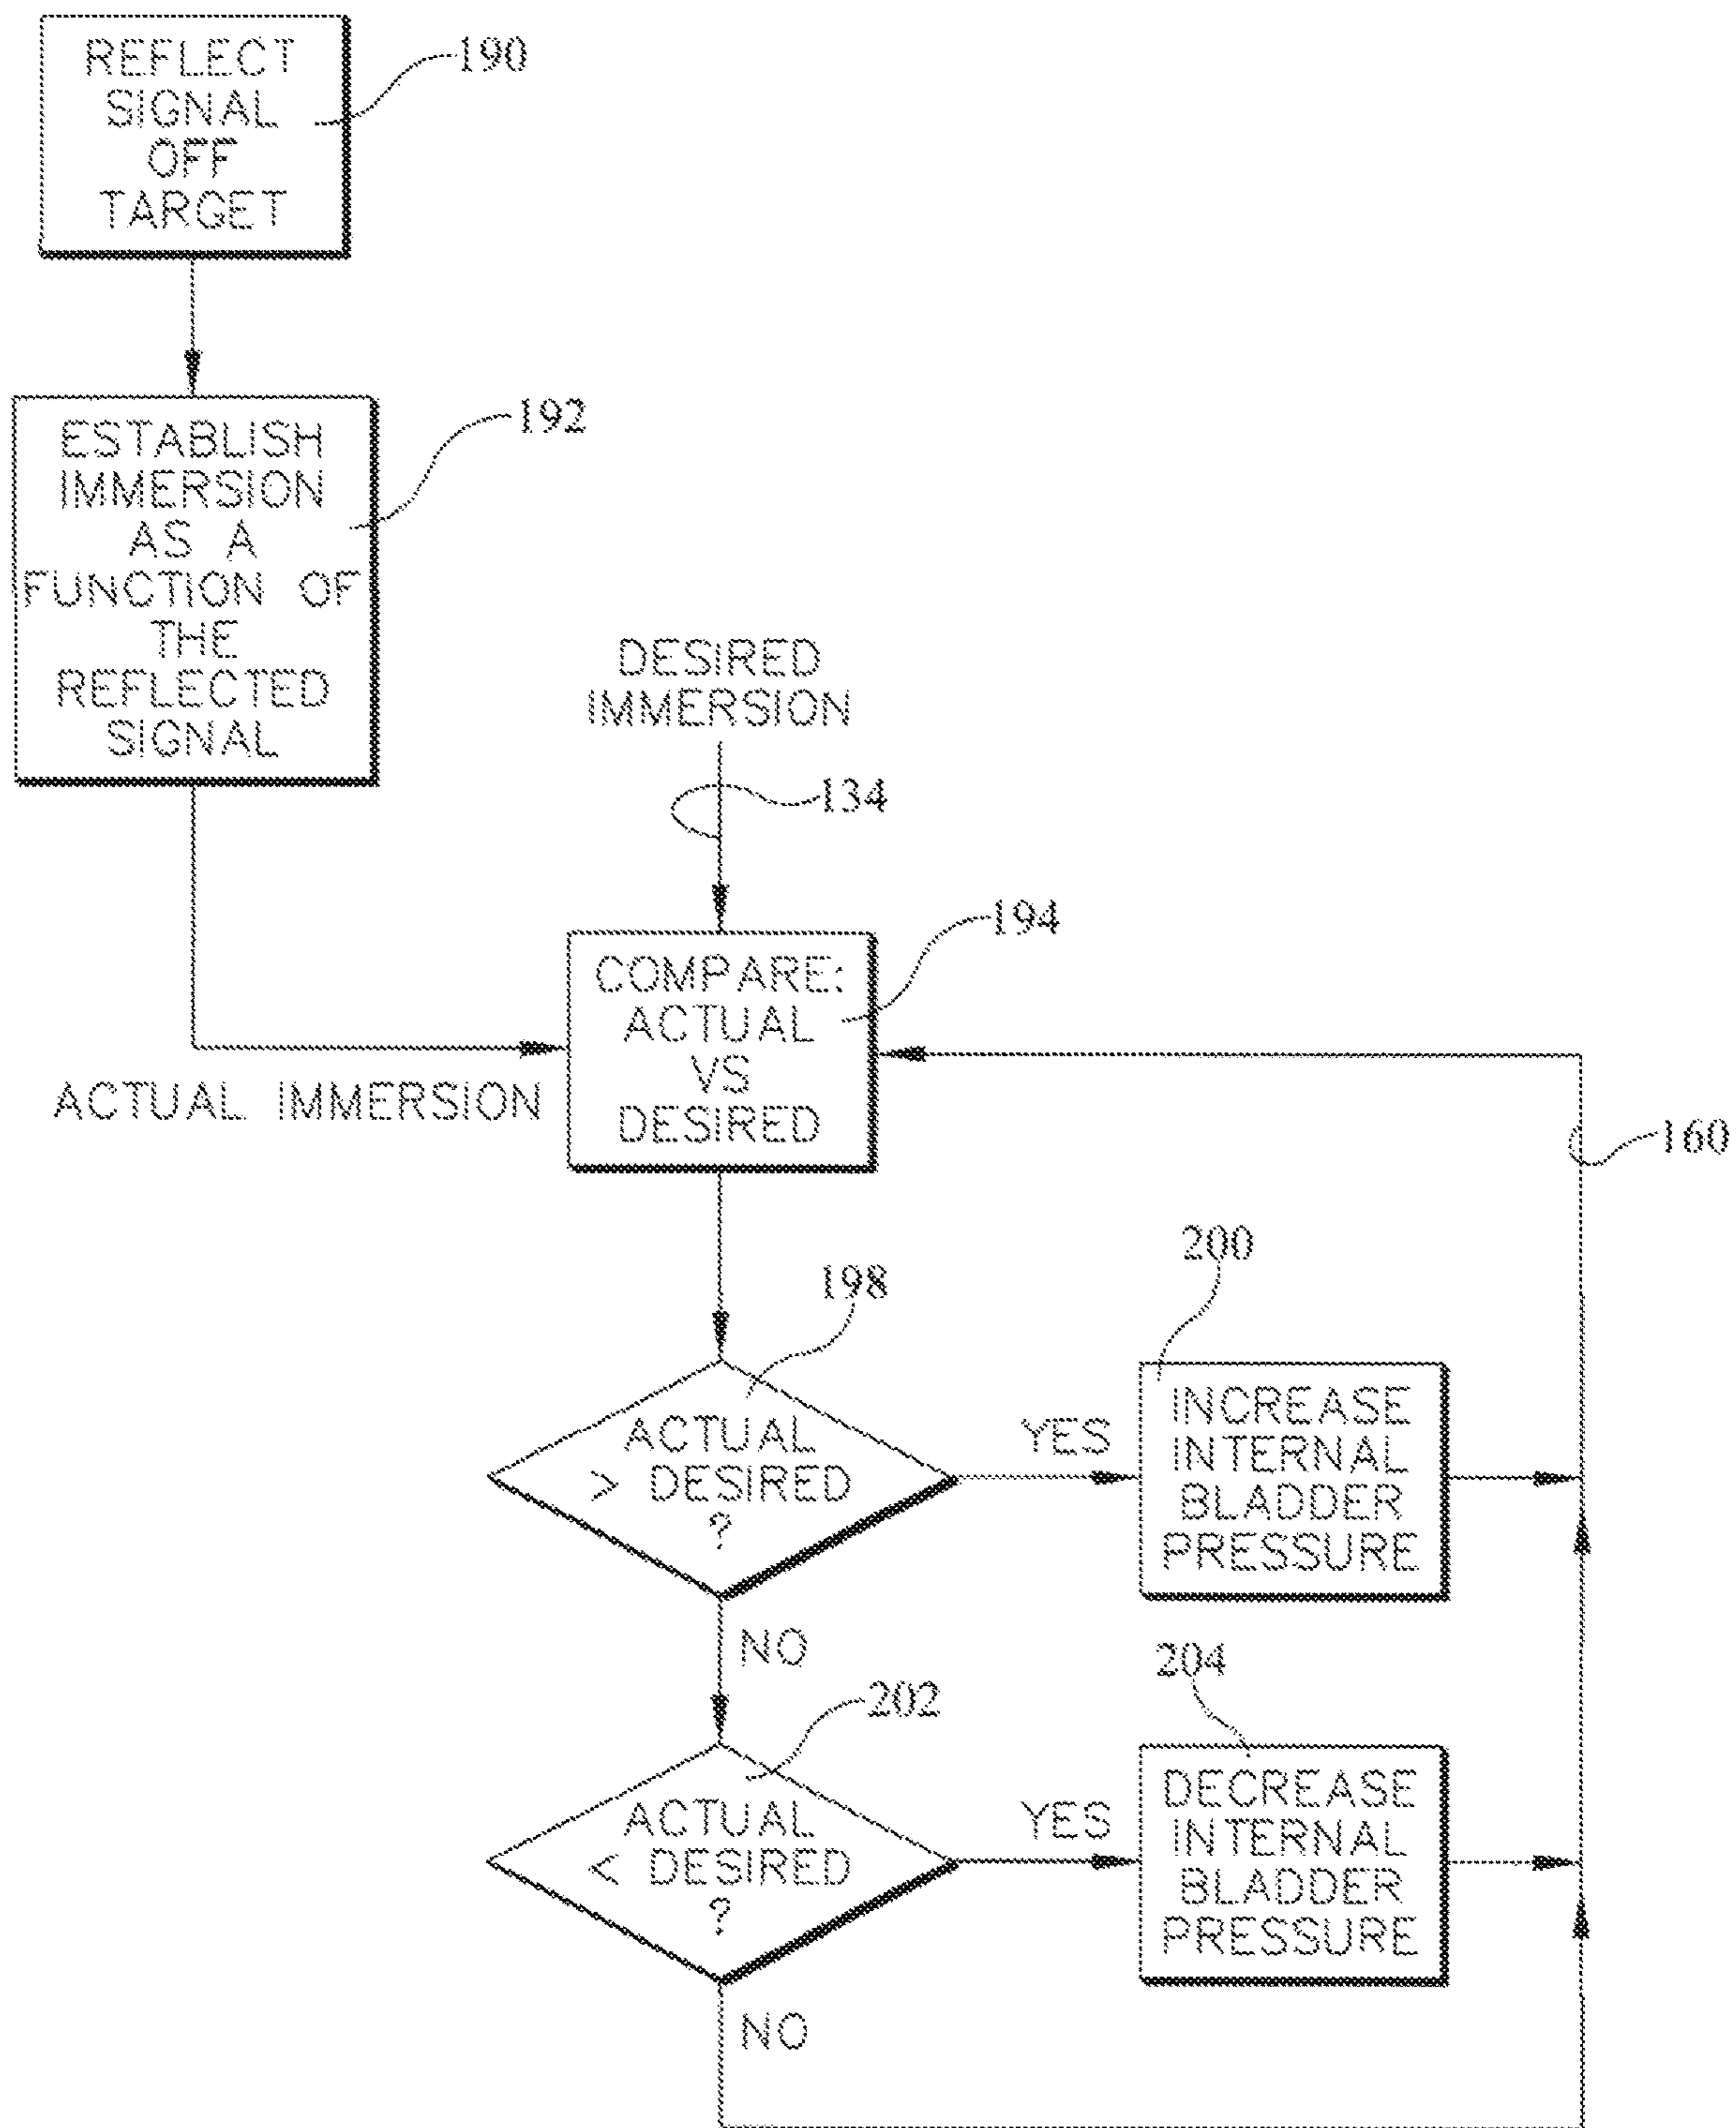 REFLECT
SIGNAL
OFF
TARGET
190
ESTABLISH
IMMERSION
AS A
FUNCTION OF
THE
REFLECTED
SIGNAL
192
DESIRED
IMMERSION
134
COMPARE:
ACTUAL
VS
DESIRED
194
ACTUAL IMMERSION
160
198
ACTUAL
> DESIRED
?
YES
200
INCREASE
INTERNAL
BLADDER
PRESSURE
NO
202
ACTUAL
< DESIRED
?
YES
204
DECREASE
INTERNAL
BLADDER
PRESSURE
NO